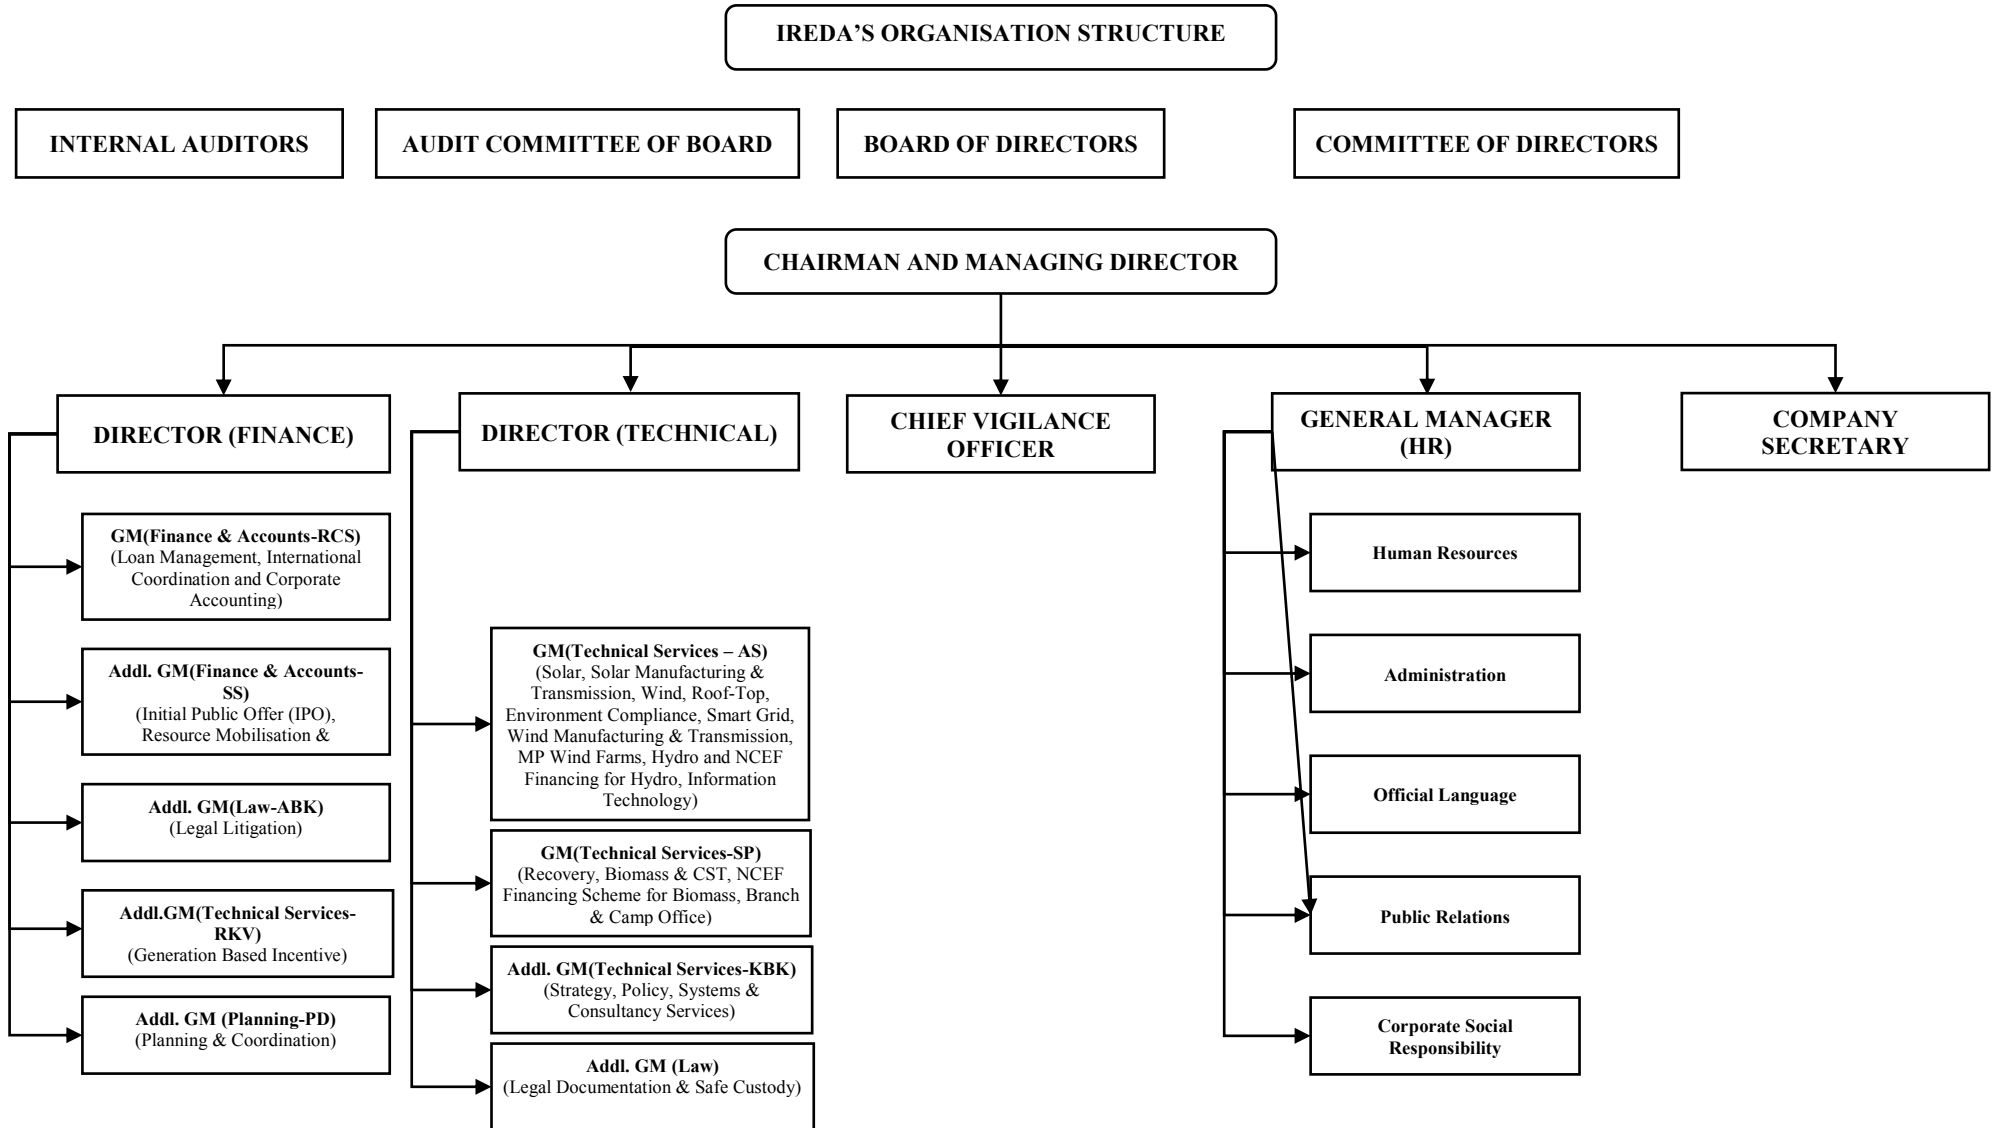 IREDA'S ORGANISATION STRUCTURE
INTERNAL AUDITORS
AUDIT COMMITTEE OF BOARD
BOARD OF DIRECTORS
COMMITTEE OF DIRECTORS
CHAIRMAN AND MANAGING DIRECTOR
DIRECTOR (FINANCE)
DIRECTOR (TECHNICAL)
CHIEF VIGILANCE
OFFICER
GENERAL MANAGER
(HR)
COMPANY
SECRETARY
GM(Finance & Accounts-RCS)
(Loan Management, International
Coordination and Corporate
Accounting)
Addl. GM(Finance & Accounts-
SS)
(Initial Public Offer (IPO),
Resource Mobilisation &
Addl. GM(Law-ABK)
(Legal Litigation)
Addl.GM(Technical Services-
RKV)
(Generation Based Incentive)
Addl. GM (Planning-PD)
(Planning & Coordination)
GM(Technical Services – AS)
(Solar, Solar Manufacturing &
Transmission, Wind, Roof-Top,
Environment Compliance, Smart Grid,
Wind Manufacturing & Transmission,
MP Wind Farms, Hydro and NCEF
Financing for Hydro, Information
Technology)
GM(Technical Services-SP)
(Recovery, Biomass & CST, NCEF
Financing Scheme for Biomass, Branch
& Camp Office)
Addl. GM(Technical Services-KBK)
(Strategy, Policy, Systems &
Consultancy Services)
Addl. GM (Law)
(Legal Documentation & Safe Custody)
Human Resources
Administration
Official Language
Public Relations
Corporate Social
Responsibility